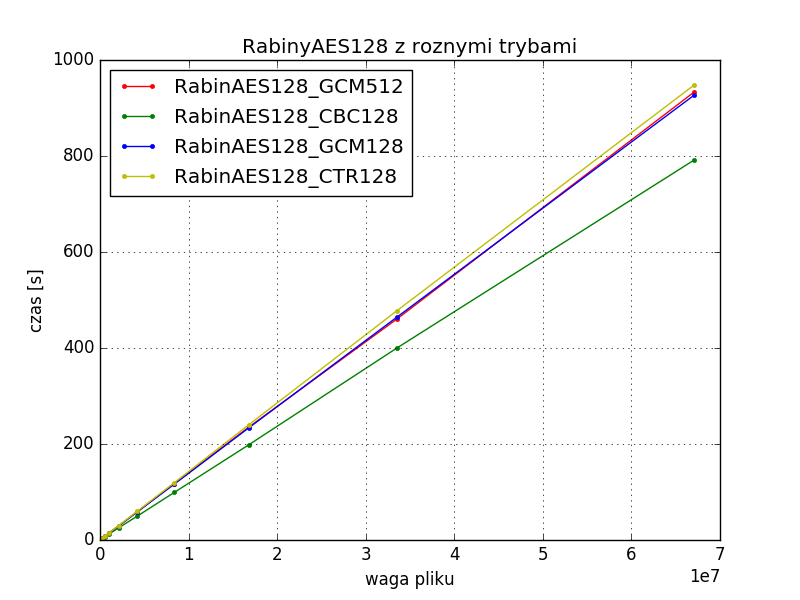 RabinyAES128 z roznymi trybami
RabinAES128_GCM512
RabinAES128_CBC128
RabinAES128_GCM128
RabinAES128_CTR128
1000
800
600
400
200
0
czas [s]
0 1 2 3 4 5 6 7
1e7
waga pliku